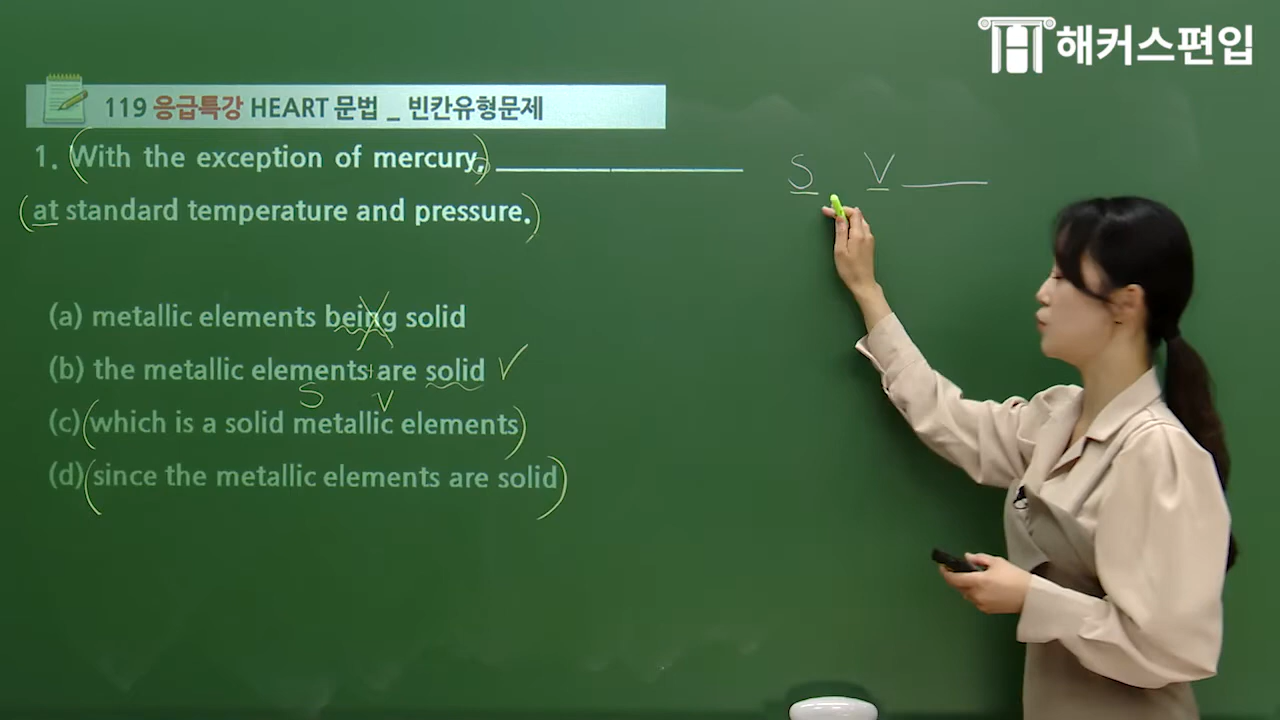 해커스편입
119 응급특강 HEART 문법 _ 빈칸유형문제
1. With the exception of mercury, ____________________
at standard temperature and pressure.
S V ____
(a) metallic elements being solid
(b) the metallic elements are solid V
S V
(c) which is a solid metallic elements
(d) since the metallic elements are solid